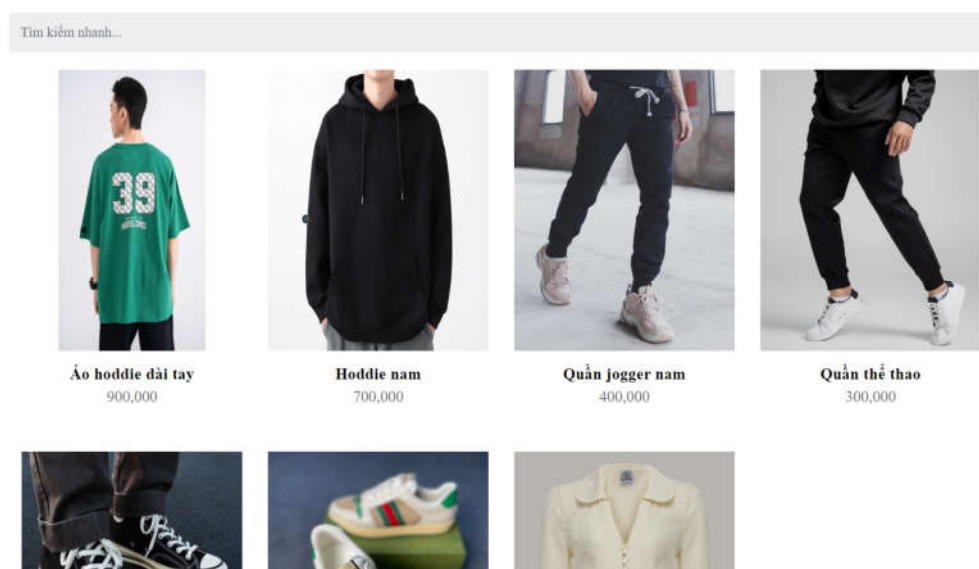 Tìm kiếm nhanh...
39
Áo hoddie dài tay
Hoddie nam
Quần jogger nam
Quần thể thao
900,000
700,000
400,000
300,000